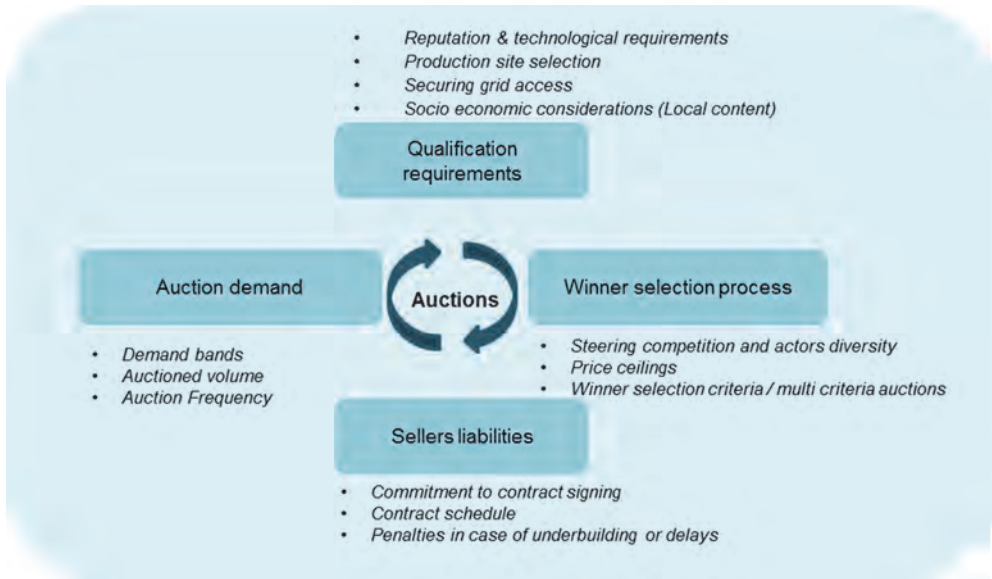 • Reputation & technological requirements
• Production site selection
• Securing grid access
• Socio economic considerations (Local content)
Qualification
requirements
Auction demand
Auctions
Winner selection process
• Demand bands
• Auctioned volume
• Auction Frequency
• Steering competition and actors diversity
• Price ceilings
• Winner selection criteria / multi criteria auctions
Sellers liabilities
• Commitment to contract signing
• Contract schedule
• Penalties in case of underbuilding or delays